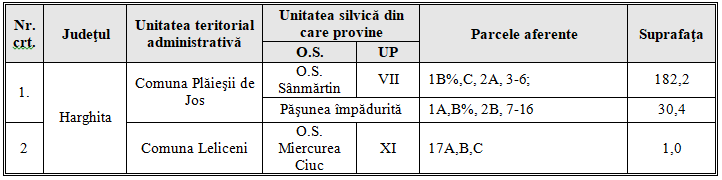 Nr. crt. Județul Unitatea teritorial administrativă Unitatea silvică din care provine Parcele aferente Suprafața
O.S. UP
1. Harghita Comuna Plăieşii de Jos O.S. Sânmărtin VII 1B%,C, 2A, 3-6; 182,2
Păşunea împădurită 1A,B%, 2B, 7-16 30,4
2 Comuna Leliceni O.S. Miercurea Ciuc XI 17A,B,C 1,0